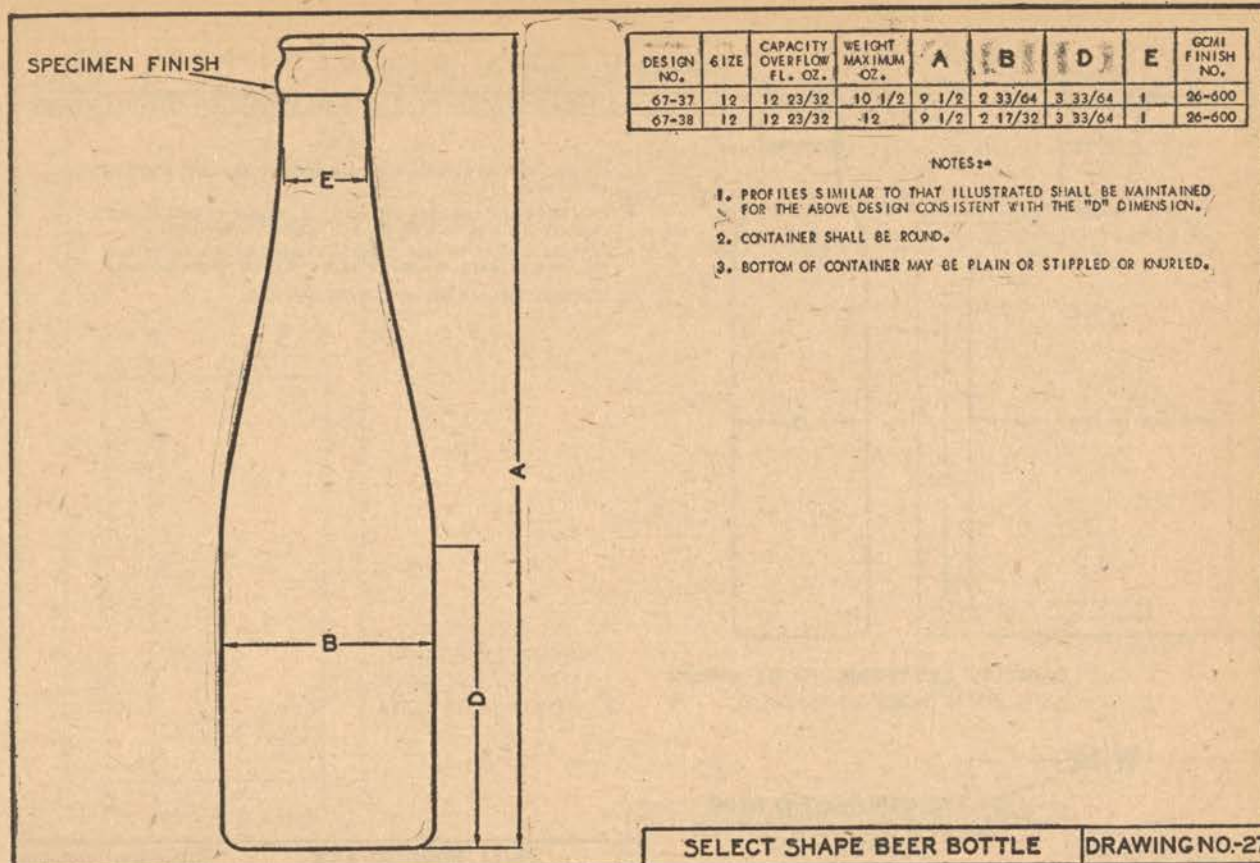 SPECIMEN FINISH
DESIGN NO. SIZE CAPACITY OVERFLOW FL. OZ. WEIGHT MAXIMUM OZ. A B D E GCMI FINISH NO.
67-37 12 12 23/32 10 1/2 9 1/2 2 33/64 3 33/64 1 26-600
67-38 12 12 23/32 12 9 1/2 2 17/32 3 33/64 1 26-600
NOTES:-
1. PROFILES SIMILAR TO THAT ILLUSTRATED SHALL BE MAINTAINED
FOR THE ABOVE DESIGN CONSISTENT WITH THE "D" DIMENSION.
2. CONTAINER SHALL BE ROUND.
3. BOTTOM OF CONTAINER MAY BE PLAIN OR STIPPLED OR KNURLED.
E
A
B
D
SELECT SHAPE BEER BOTTLE
DRAWING NO.-2